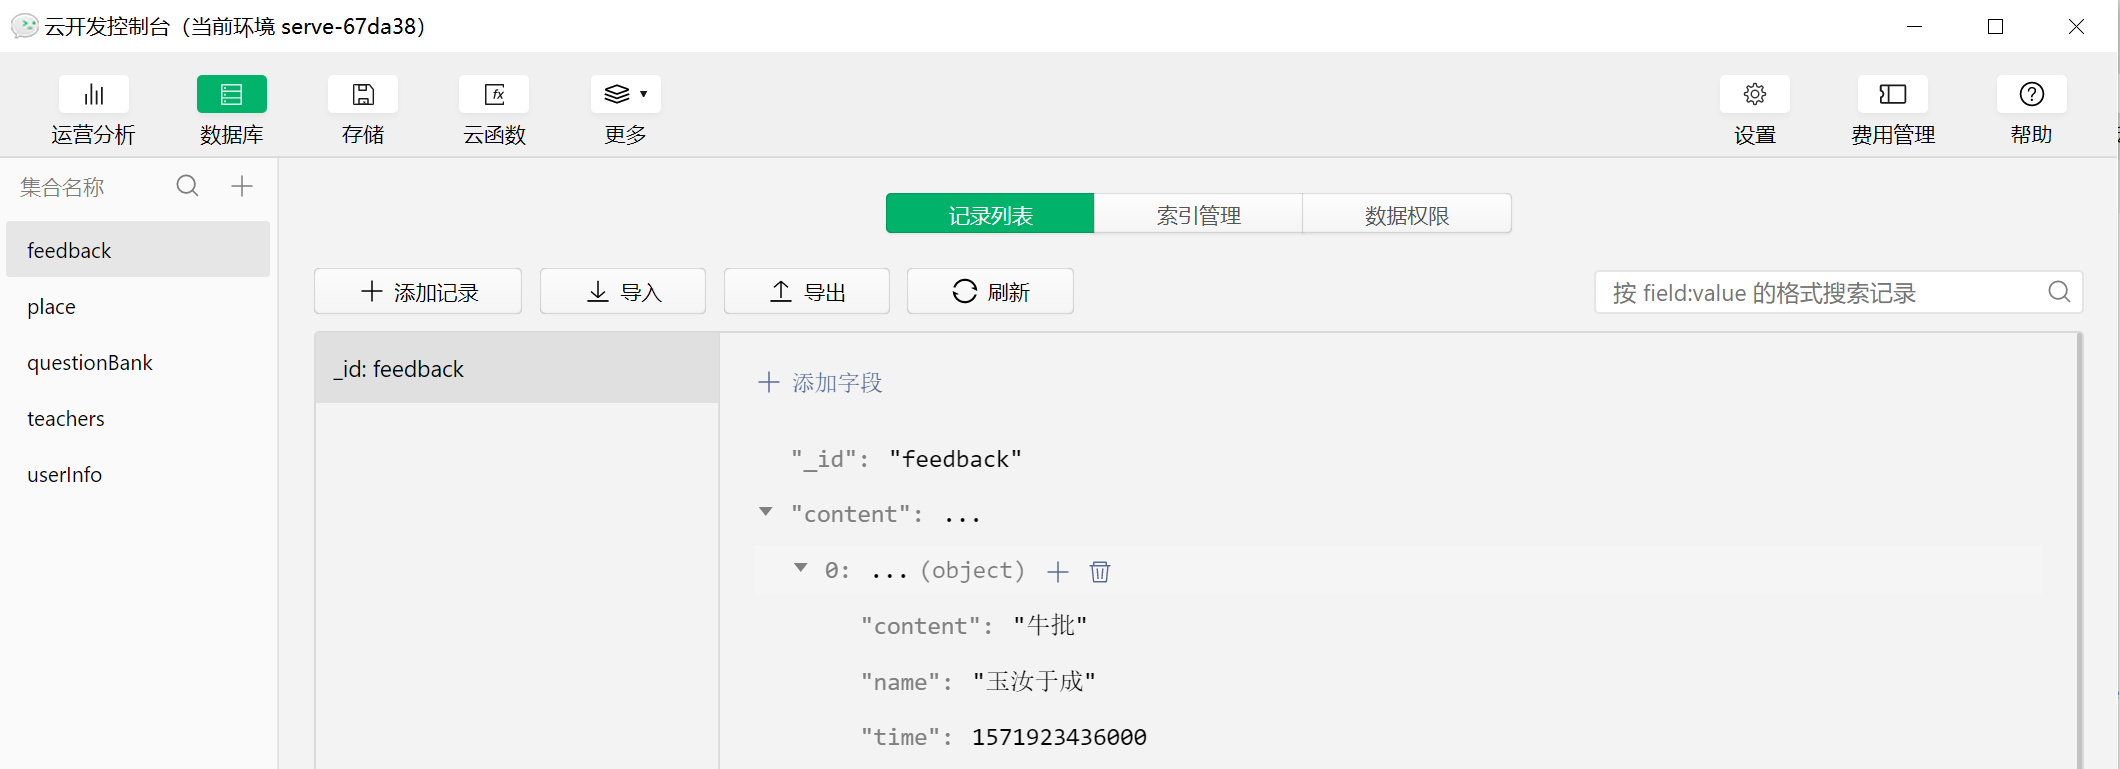 云开发控制台（当前环境 serve-67da38）
运营分析 数据库 存储 云函数 更多 设置 费用管理 帮助
集合名称
记录列表 索引管理 数据权限
feedback
place
questionBank
teachers
userInfo
添加记录 导入 导出 刷新 按 field:value 的格式搜索记录
_id: feedback
添加字段
"_id": "feedback"
"content": ...
0: ... (object)
"content": "牛批"
"name": "玉汝于成"
"time": 1571923436000